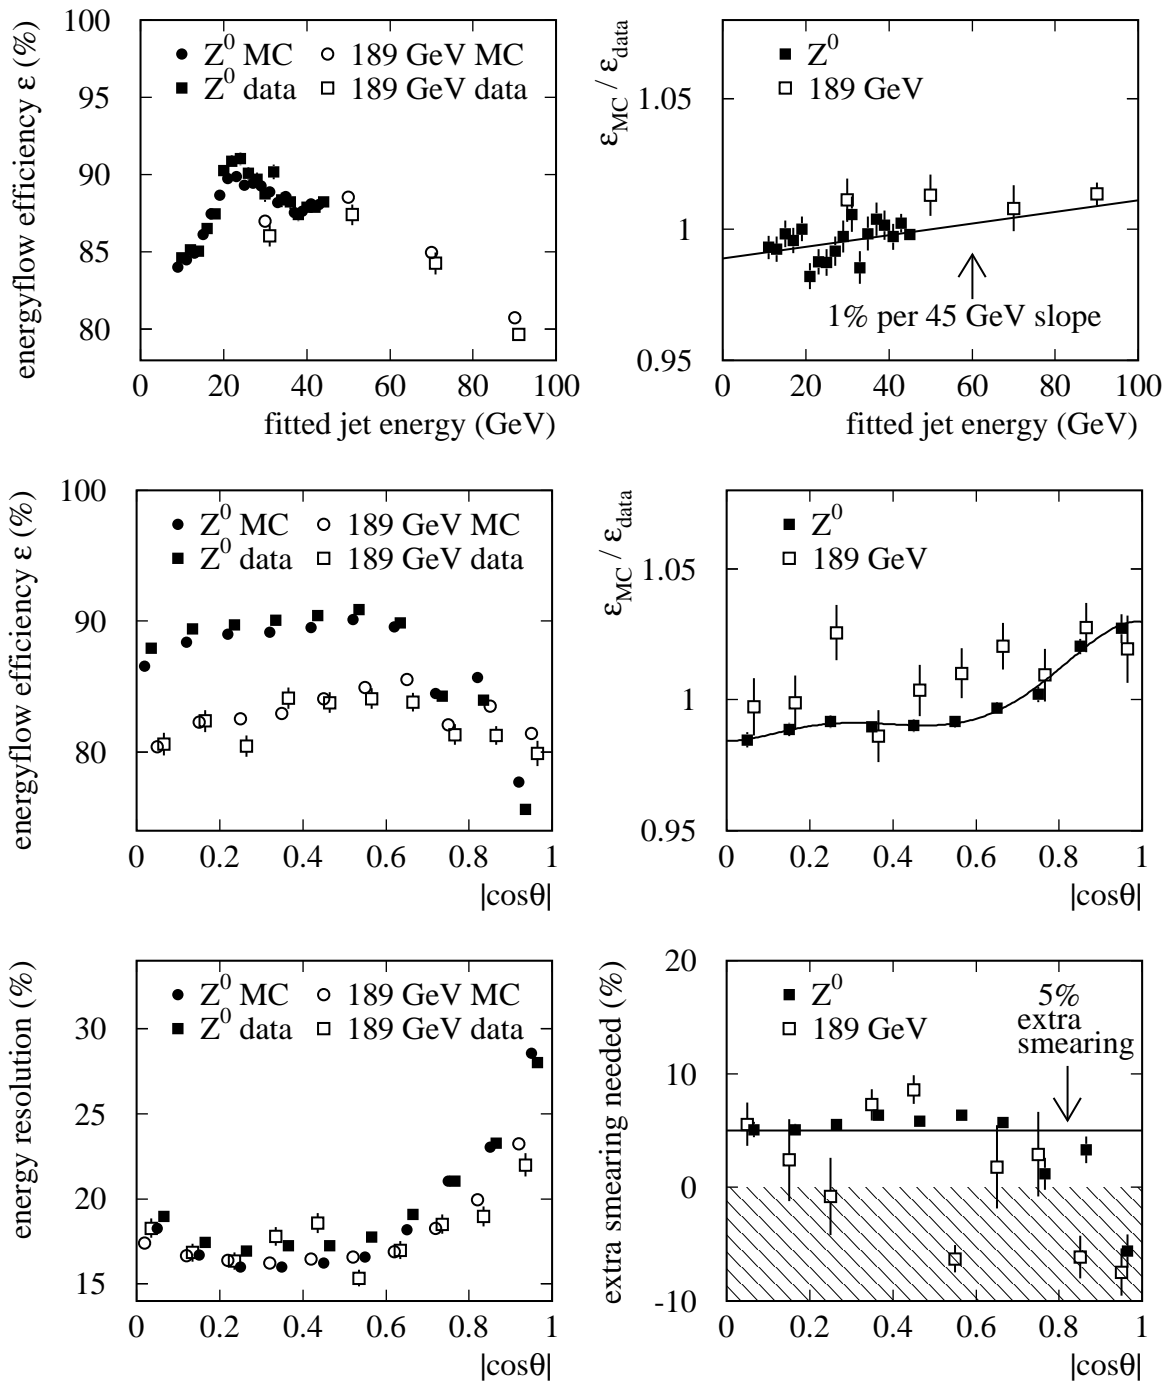 energyflow efficiency ε (%)
100
95
90
85
80
Z⁰ MC
189 GeV MC
Z⁰ data
189 GeV data
0 20 40 60 80 100
fitted jet energy (GeV)
ε_MC / ε_data
1.05
1
0.95
Z⁰
189 GeV
1% per 45 GeV slope
0 20 40 60 80 100
fitted jet energy (GeV)
energyflow efficiency ε (%)
100
90
80
Z⁰ MC
189 GeV MC
Z⁰ data
189 GeV data
0 0.2 0.4 0.6 0.8 1
|cosθ|
ε_MC / ε_data
1.05
1
0.95
Z⁰
189 GeV
0 0.2 0.4 0.6 0.8 1
|cosθ|
energy resolution (%)
30
25
20
15
Z⁰ MC
189 GeV MC
Z⁰ data
189 GeV data
0 0.2 0.4 0.6 0.8 1
|cosθ|
extra smearing needed (%)
20
10
0
-10
Z⁰
189 GeV
5%
extra
smearing
0 0.2 0.4 0.6 0.8 1
|cosθ|